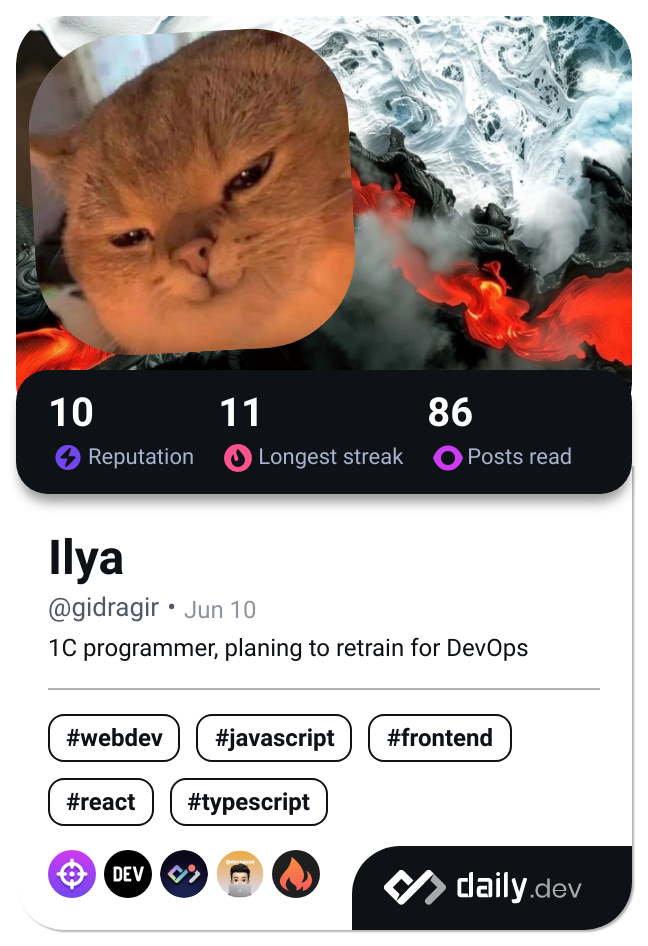 10 11 86
Reputation Longest streak Posts read
Ilya
@gidragir • Jun 10
1C programmer, planing to retrain for DevOps
#webdev #javascript #frontend
#react #typescript
DEV
daily.dev